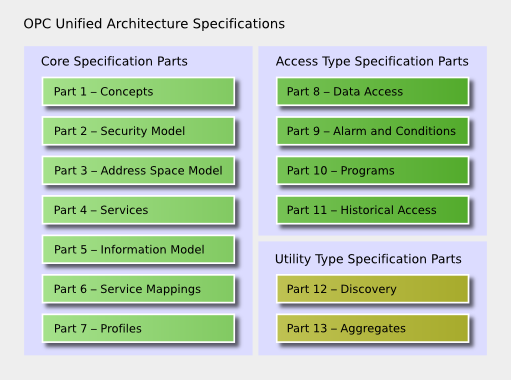 OPC Unified Architecture Specifications
Core Specification Parts
Part 1 – Concepts
Part 2 – Security Model
Part 3 – Address Space Model
Part 4 – Services
Part 5 – Information Model
Part 6 – Service Mappings
Part 7 – Profiles
Access Type Specification Parts
Part 8 – Data Access
Part 9 – Alarm and Conditions
Part 10 – Programs
Part 11 – Historical Access
Utility Type Specification Parts
Part 12 – Discovery
Part 13 – Aggregates